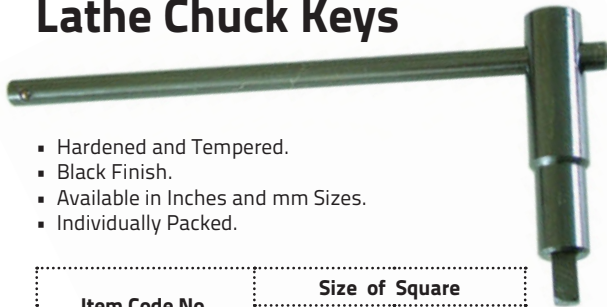 Lathe Chuck Keys
▪ Hardened and Tempered.
▪ Black Finish.
▪ Available in Inches and mm Sizes.
▪ Individually Packed.
Size of Square
Item Code No